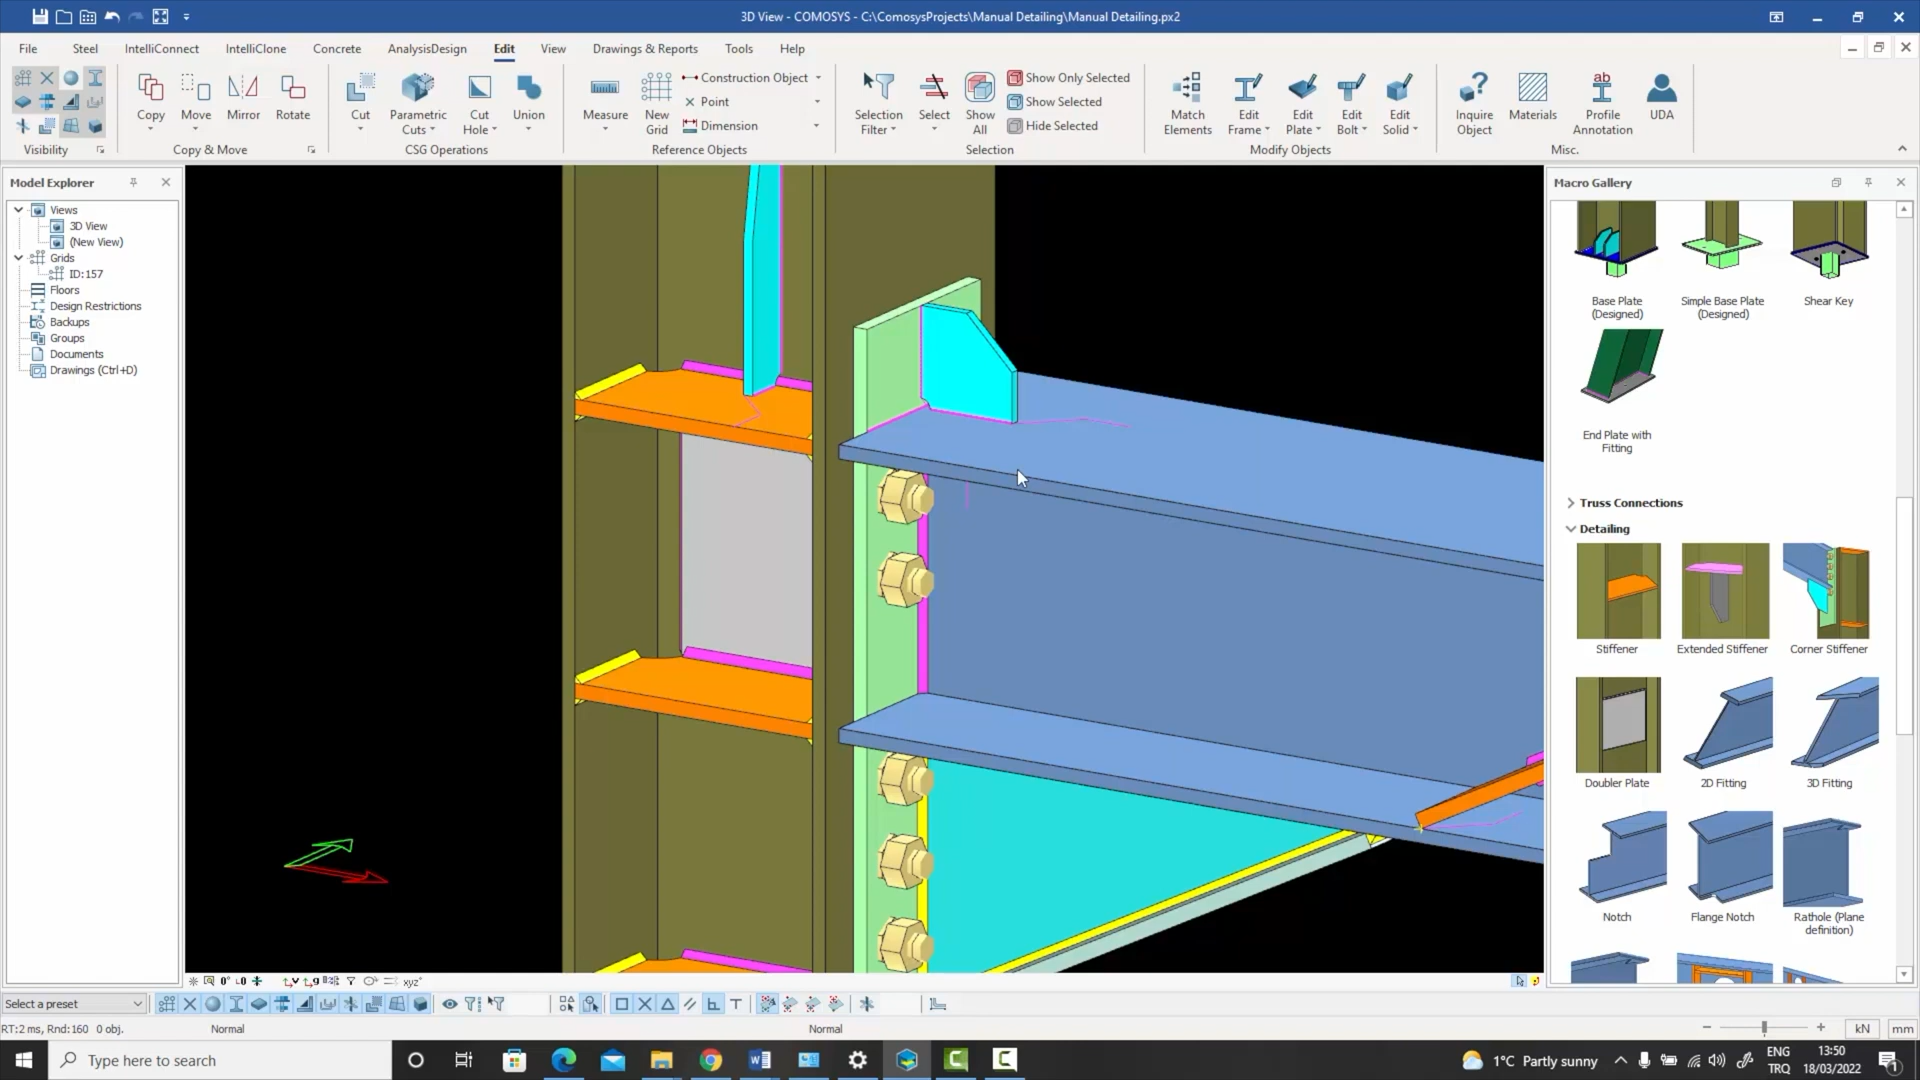 3D View - COMOSYS - C:\ComosysProjects\Manual Detailing\Manual Detailing.px2
File
Steel
IntelliConnect
IntelliClone
Concrete
AnalysisDesign
Edit
View
Drawings & Reports
Tools
Help
Copy
Move
Mirror
Rotate
Cut
Parametric
Cuts
Cut
Hole
Union
Measure
New
Grid
Construction Object
Point
Dimension
Selection
Filter
Select
Show
All
Show Only Selected
Show Selected
Hide Selected
Match
Elements
Edit
Frame
Edit
Plate
Edit
Bolt
Edit
Solid
Inquire
Object
Materials
ab
Profile
Annotation
UDA
Visibility
Copy & Move
CSG Operations
Reference Objects
Selection
Modify Objects
Misc.
Model Explorer
Views
3D View
(New View)
Grids
ID:157
Floors
Design Restrictions
Backups
Groups
Documents
Drawings (Ctrl+D)
Macro Gallery
Base Plate
(Designed)
Simple Base Plate
(Designed)
Shear Key
End Plate with
Fitting
Truss Connections
Detailing
Stiffener
Extended Stiffener
Corner Stiffener
Doubler Plate
2D Fitting
3D Fitting
Notch
Flange Notch
Rathole (Plane
definition)
xyz
Select a preset
RT:2 ms, Rnd:160 0 obj.
Normal
Normal
kN
mm
Type here to search
1°C Partly sunny
ENG
TRQ
13:50
18/03/2022